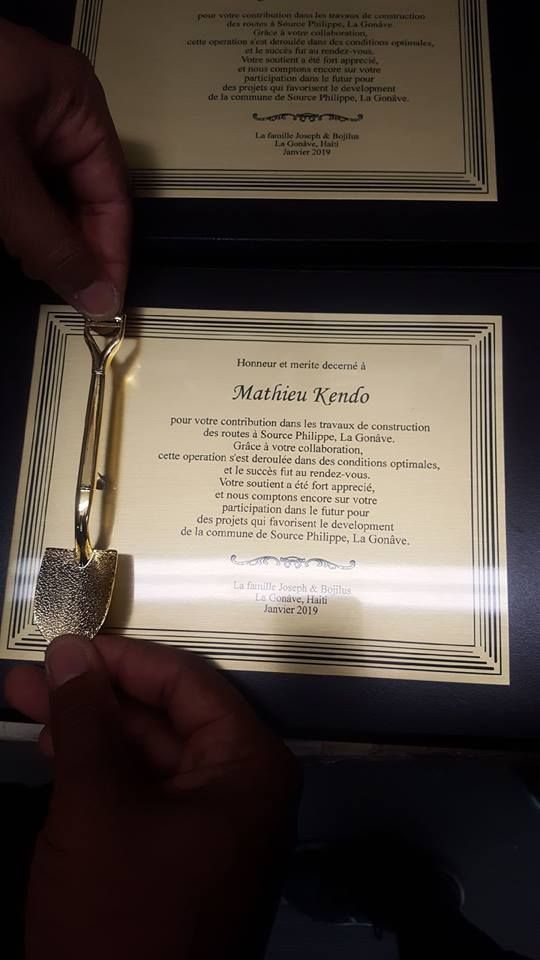 pour votre contribution dans les travaux de construction
des routes à Source Philippe, La Gonâve.
Grâce à votre collaboration,
cette operation s'est deroulée dans des conditions optimales,
et le succès fut au rendez-vous.
Votre soutient a été fort apprecié,
et nous comptons encore sur votre
participation dans le futur pour
des projets qui favorisent le development
de la commune de Source Philippe, La Gonâve.
La famille Joseph & Bojilus
La Gonâve, Haiti
Janvier 2019
Honneur et merite decerné à
Mathieu Kendo
pour votre contribution dans les travaux de construction
des routes à Source Philippe, La Gonâve.
Grâce à votre collaboration,
cette operation s'est deroulée dans des conditions optimales,
et le succès fut au rendez-vous.
Votre soutient a été fort apprecié,
et nous comptons encore sur votre
participation dans le futur pour
des projets qui favorisent le development
de la commune de Source Philippe, La Gonâve.
La famille Joseph & Bojilus
La Gonâve, Haiti
Janvier 2019